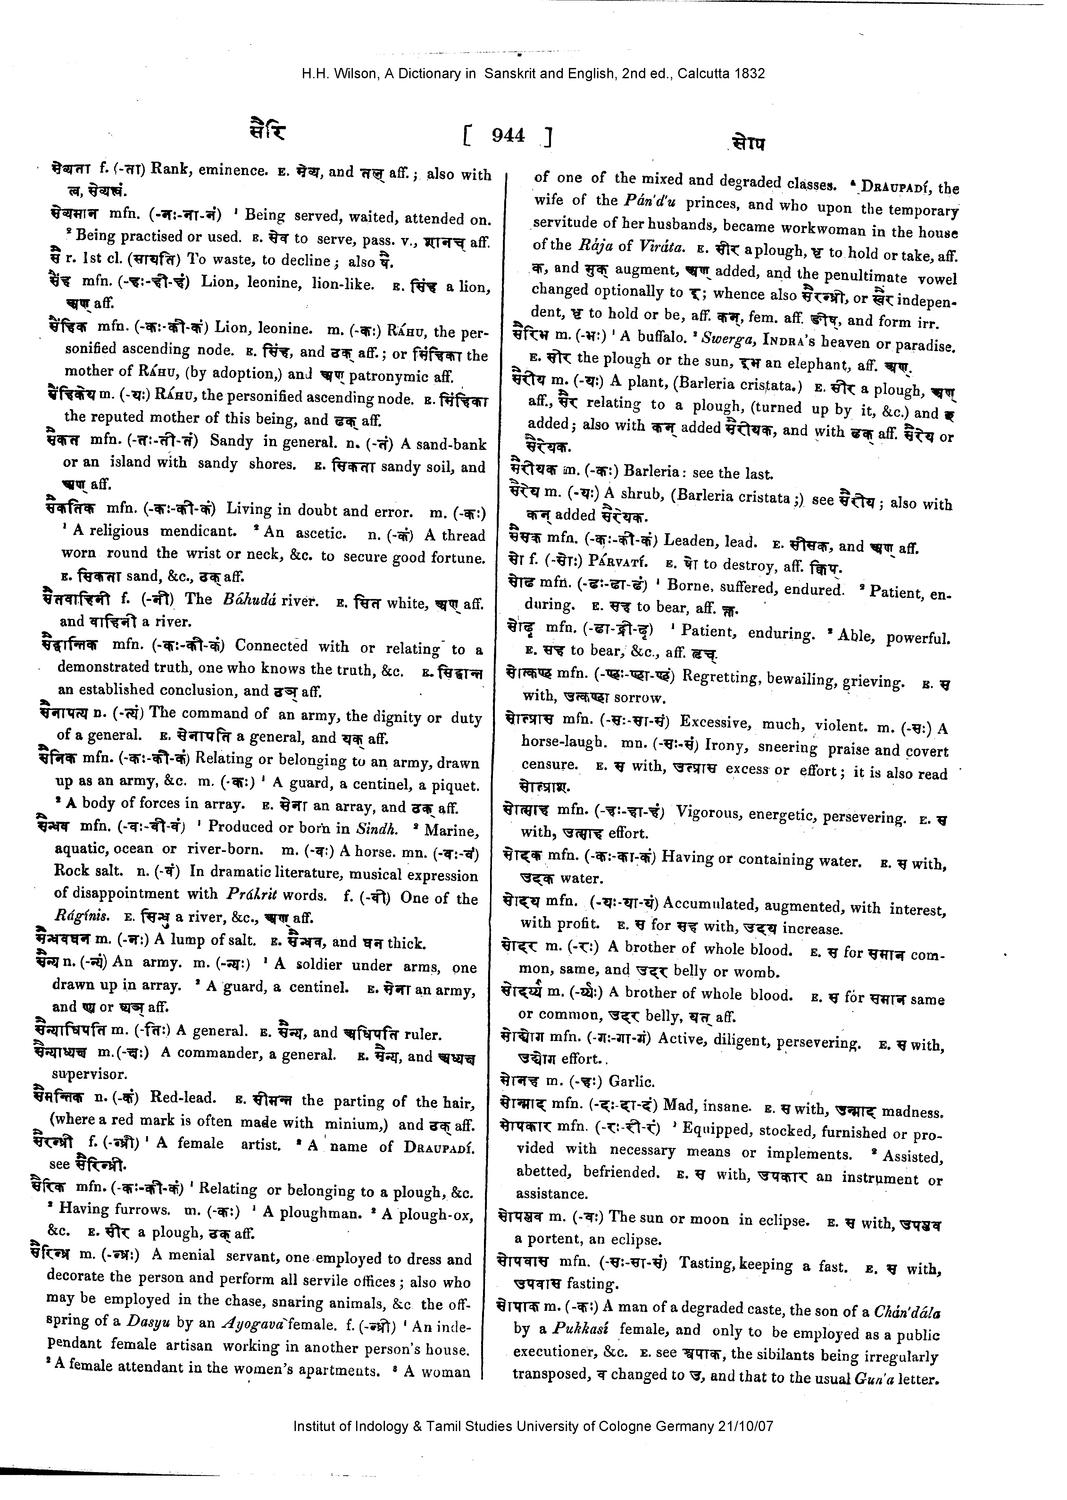 H.H. Wilson, A Dictionary in Sanskrit and English, 2nd ed., Calcutta 1832
सैरि [ 944 ] सोप
सेव्यता f. (-ता) Rank, eminence. E. सेव्य, and तल् aff.; also with
त्व, सेव्यत्वं.
सेव्यमान mfn. (-नः-ना-नं) ¹ Being served, waited, attended on.
² Being practised or used. E. सेव to serve, pass. v., शानच् aff.
सै r. 1st cl. (सायति) To waste, to decline; also षै.
सैंह mfn. (-हः-ही-हं) Lion, leonine, lion-like. E. सिंह a lion,
अण् aff.
सैंहिक mfn. (-कः-की-कं) Lion, leonine. m. (-कः) RÁHU, the per-
sonified ascending node. E. सिंह, and ठक् aff.; or सिंहिका the
mother of RÁHU, (by adoption,) and अण् patronymic aff.
सैंहिकेय m. (-यः) RÁHU, the personified ascending node. E. सिंहिका
the reputed mother of this being, and ढक् aff.
सैकत mfn. (-तः-ती-तं) Sandy in general. n. (-तं) A sand-bank
or an island with sandy shores. E. सिकता sandy soil, and
अण् aff.
सैकतिक mfn. (-कः-की-कं) Living in doubt and error. m. (-कः)
¹ A religious mendicant. ² An ascetic. n. (-कं) A thread
worn round the wrist or neck, &c. to secure good fortune.
E. सिकता sand, &c., ठक् aff.
सैतवाहिनी f. (-नी) The Báhudá river. E. सित white, अण् aff.
and वाहिनी a river.
सैद्धान्तिक mfn. (-कः-की-कं) Connected with or relating to a
demonstrated truth, one who knows the truth, &c. E. सिद्धान्त
an established conclusion, and ठञ् aff.
सैनापत्य n. (-त्यं) The command of an army, the dignity or duty
of a general. E. सेनापति a general, and यक् aff.
सैनिक mfn. (-कः-की-कं) Relating or belonging to an army, drawn
up as an army, &c. m. (-कः) ¹ A guard, a centinel, a piquet.
² A body of forces in array. E. सेना an array, and ठक् aff.
सैन्धव mfn. (-वः-वी-वं) ¹ Produced or born in Sindh. ² Marine,
aquatic, ocean or river-born. m. (-वः) A horse. mn. (-वः-वं)
Rock salt. n. (-वं) In dramatic literature, musical expression
of disappointment with Prákrit words. f. (-वी) One of the
Ráginis. E. सिन्धु a river, &c., अण् aff.
सैन्धवघन m. (-नः) A lump of salt. E. सैन्धव, and घन thick.
सैन्य n. (-न्यं) An army. m. (-न्यः) ¹ A soldier under arms, one
drawn up in array. ² A guard, a centinel. E. सेना an army,
and ण्य or ष्यञ् aff.
सैन्याधिपति m. (-तिः) A general. E. सैन्य, and अधिपति ruler.
सैन्याध्यक्ष m. (-क्षः) A commander, a general. E. सैन्य, and अध्यक्ष
supervisor.
सैमन्तिक n. (-कं) Red-lead. E. सीमन्त the parting of the hair,
(where a red mark is often made with minium,) and ठक् aff.
सैरन्ध्री f. (-न्ध्री) ¹ A female artist. ² A name of DRAUPADÍ.
see सैरिन्ध्री.
सैरिक mfn. (-कः-की-कं) ¹ Relating or belonging to a plough, &c.
² Having furrows. m. (-कः) ¹ A ploughman. ² A plough-ox,
&c. E. सीर a plough, ठक् aff.
सैरिन्ध्र m. (-न्ध्रः) A menial servant, one employed to dress and
decorate the person and perform all servile offices; also who
may be employed in the chase, snaring animals, &c the off-
spring of a Dasyu by an Ayogava female. f. (-न्ध्री) ¹ An inde-
pendant female artisan working in another person's house.
² A female attendant in the women's apartments. ³ A woman
of one of the mixed and degraded classes. ⁴ DRAUPADÍ, the
wife of the Pán'd'u princes, and who upon the temporary
servitude of her husbands, became workwoman in the house
of the Rája of Viráta. E. सीर a plough, धृ to hold or take, aff.
क, and मुक् augment, अण् added, and the penultimate vowel
changed optionally to इ; whence also सैरन्ध्री, or स्वैर indepen-
dent, धृ to hold or be, aff. कन्, fem. aff. ङीष्, and form irr.
सैरिभ m. (-भः) ¹ A buffalo. ² Swerga, INDRA's heaven or paradise.
E. सीर the plough or the sun, इभ an elephant, aff. अण्.
सैरीय m. (-यः) A plant, (Barleria cristata.) E. सीर a plough, अण्
aff., सैर relating to a plough, (turned up by it, &c.) and छ
added; also with कन् added सैरीयक, and with ढक् aff. सैरेय or
सैरेयक.
सैरीयक m. (-कः) Barleria: see the last.
सैरेय m. (-यः) A shrub, (Barleria cristata;) see सैरीय; also with
कन् added सैरेयक.
सैसक mfn. (-कः-की-कं) Leaden, lead. E. सीसक, and अण् aff.
सो f. (-सोः) PÁRVATÍ. E. षो to destroy, aff. क्विप्.
सोढ mfn. (-ढः-ढा-ढं) ¹ Borne, suffered, endured. ² Patient, en-
during. E. सह to bear, aff. क्त.
सोढृ mfn. (-ढा-ढ्री-ढृ) ¹ Patient, enduring. ² Able, powerful.
E. सह to bear, &c., aff. तृच्.
सोत्कण्ठ mfn. (-ण्ठः-ण्ठा-ण्ठं) Regretting, bewailing, grieving. E. स
with, उत्कण्ठा sorrow.
सोत्प्रास mfn. (-सः-सा-सं) Excessive, much, violent. m. (-सः) A
horse-laugh. mn. (-सः-सं) Irony, sneering praise and covert
censure. E. स with, उत्प्रास excess or effort; it is also read
सोत्प्राश.
सोत्साह mfn. (-हः-हा-हं) Vigorous, energetic, persevering. E. स
with, उत्साह effort.
सोदक mfn. (-कः-का-कं) Having or containing water. E. स with,
उदक water.
सोदय mfn. (-यः-या-यं) Accumulated, augmented, with interest,
with profit. E. स for सह with, उदय increase.
सोदर m. (-रः) A brother of whole blood. E. स for समान com-
mon, same, and उदर belly or womb.
सोदर्य्य m. (-र्य्यः) A brother of whole blood. E. स for समान same
or common, उदर belly, यत् aff.
सोद्योग mfn. (-गः-गा-गं) Active, diligent, persevering. E. स with,
उद्योग effort.
सोनह m. (-हः) Garlic.
सोन्माद mfn. (-दः-दा-दं) Mad, insane. E. स with, उन्माद madness.
सोपकार mfn. (-रः-री-रं) ¹ Equipped, stocked, furnished or pro-
vided with necessary means or implements. ² Assisted,
abetted, befriended. E. स with, उपकार an instrument or
assistance.
सोपप्लव m. (-वः) The sun or moon in eclipse. E. स with, उपप्लव
a portent, an eclipse.
सोपवास mfn. (-सः-सा-सं) Tasting, keeping a fast. E. स with,
उपवास fasting.
सोपाक m. (-कः) A man of a degraded caste, the son of a Chán'dála
by a Pukkasí female, and only to be employed as a public
executioner, &c. E. see श्वपाक, the sibilants being irregularly
transposed, व changed to उ, and that to the usual Gun'a letter.
Institut of Indology & Tamil Studies University of Cologne Germany 21/10/07